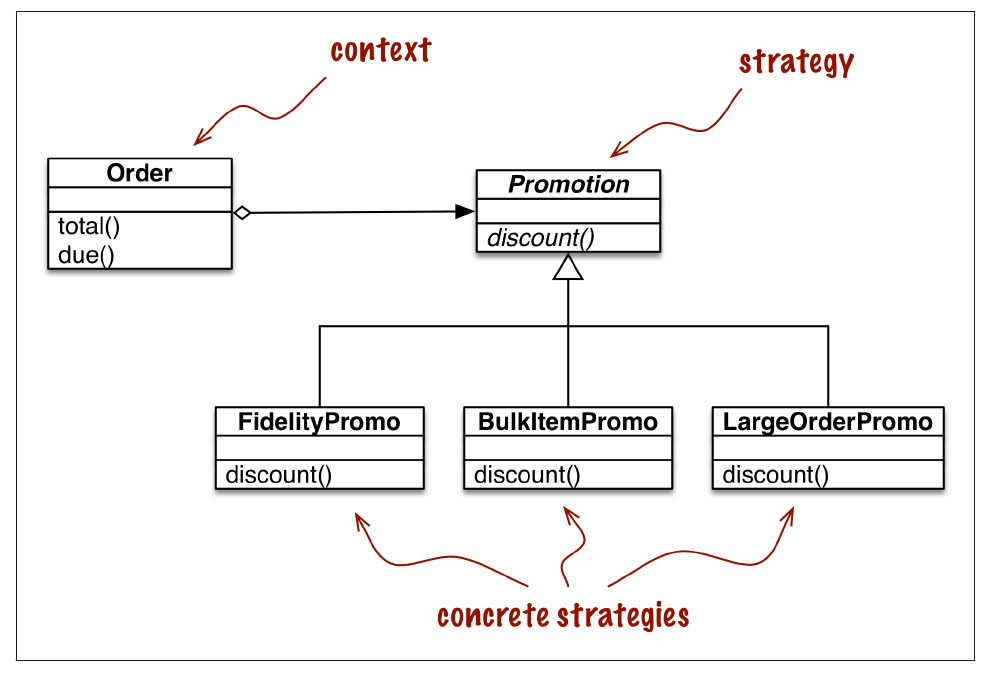 context
strategy
Order
total()
due()
Promotion
discount()
FidelityPromo
discount()
BulkItemPromo
discount()
LargeOrderPromo
discount()
concrete strategies